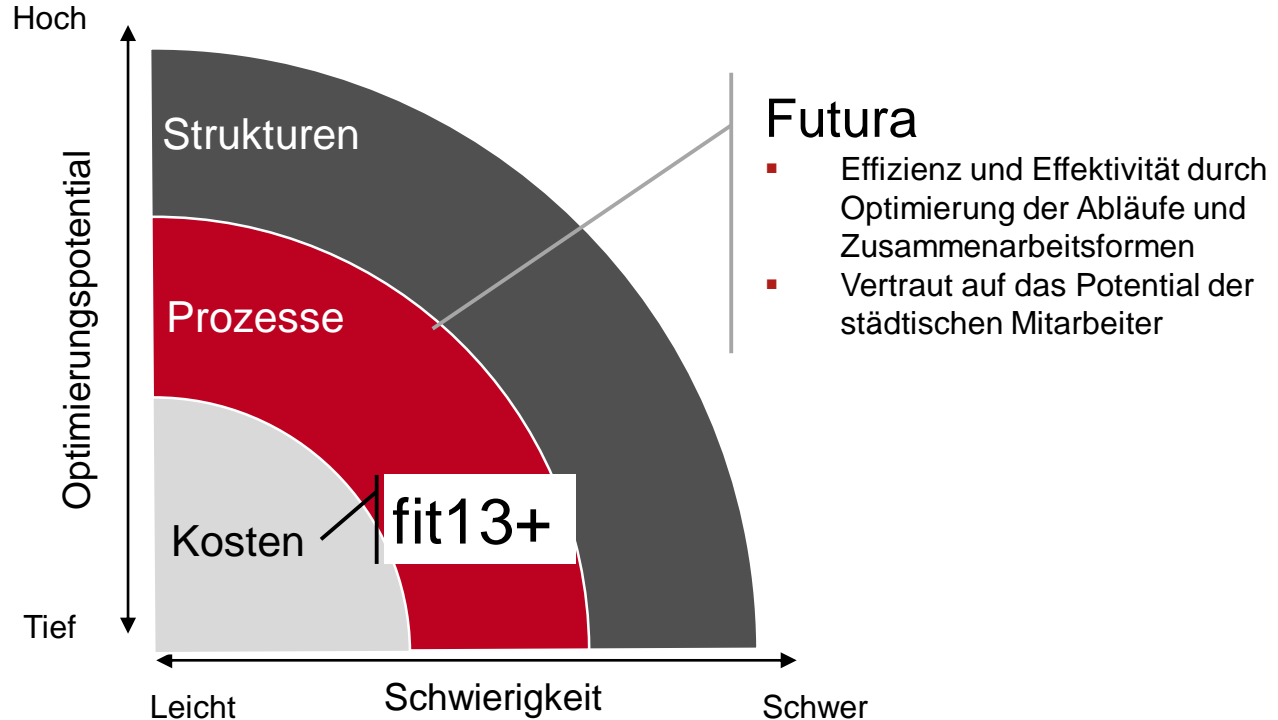 Hoch
Optimierungspotential
Tief
Strukturen
Prozesse
Kosten
fit13+
Leicht
Schwierigkeit
Schwer
Futura
▪ Effizienz und Effektivität durch
Optimierung der Abläufe und
Zusammenarbeitsformen
▪ Vertraut auf das Potential der
städtischen Mitarbeiter